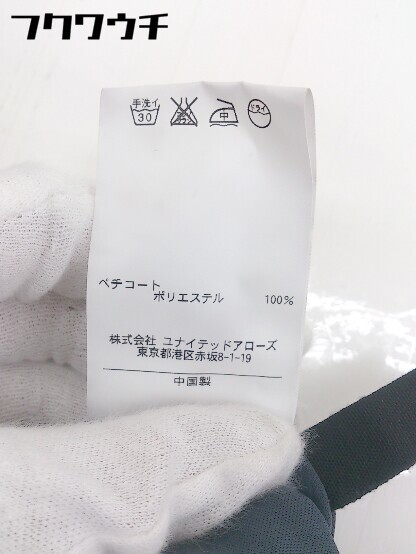 フクワウチ
手洗イ
30
中
ドライ
ペチコート
ポリエステル 100%
株式会社 ユナイテッドアローズ
東京都港区赤坂8-1-19
中国製